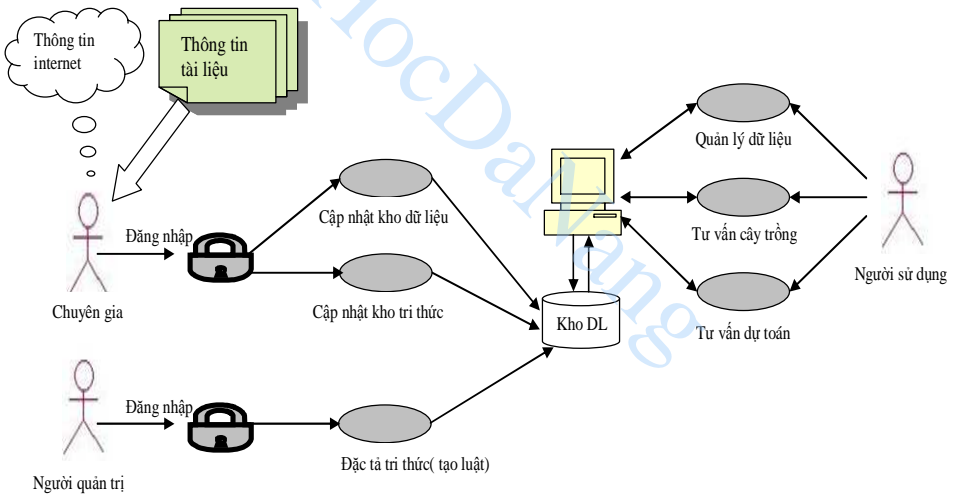 Thông tin
internet
Thông tin
tài liệu
Quản lý dữ liệu
Cập nhật kho dữ liệu
Đăng nhập
Tư vấn cây trồng
Người sử dụng
Chuyên gia
Cập nhật kho tri thức
Kho DL
Tư vấn dự toán
Đăng nhập
Đặc tả tri thức( tạo luật)
Người quản trị
HocDaNang